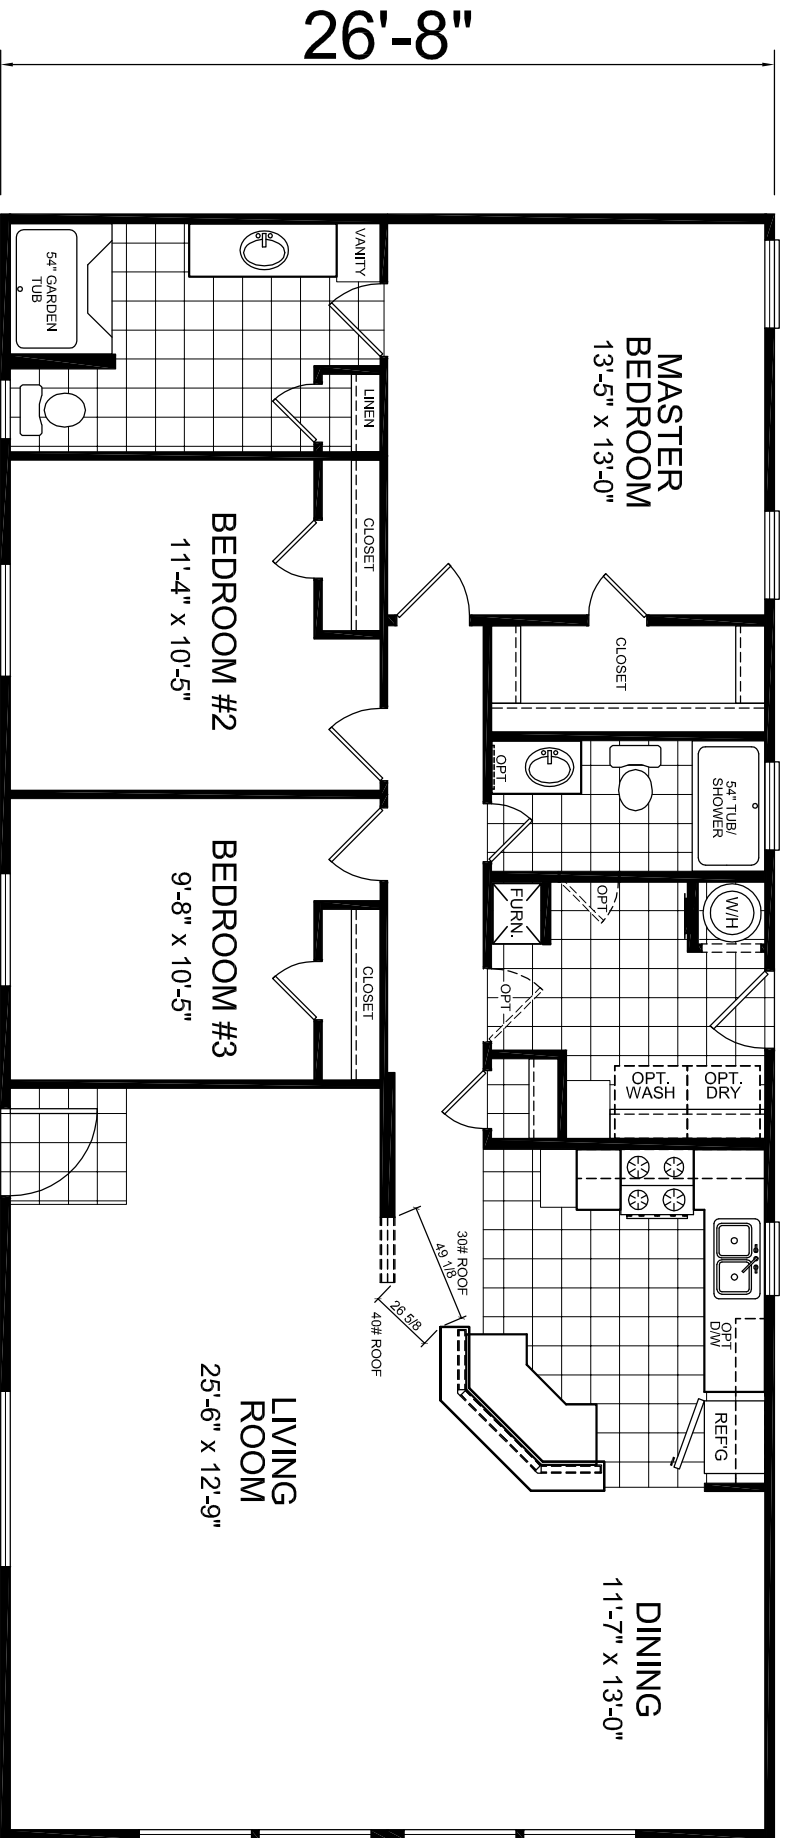 26'-8"
VANITY
54" GARDEN
TUB
LINEN
MASTER
BEDROOM
13'-5" x 13'-0"
BEDROOM #2
11'-4" x 10'-5"
CLOSET
CLOSET
OPT
54" TUB/
SHOWER
BEDROOM #3
9'-8" x 10'-5"
CLOSET
FURN.
OPT
W/H
OPT
OPT.
WASH
OPT.
DRY
30# ROOF
49 1/8
26 5/8
40# ROOF
OPT
D/W
REF'G
LIVING
ROOM
25'-6" x 12'-9"
DINING
11'-7" x 13'-0"